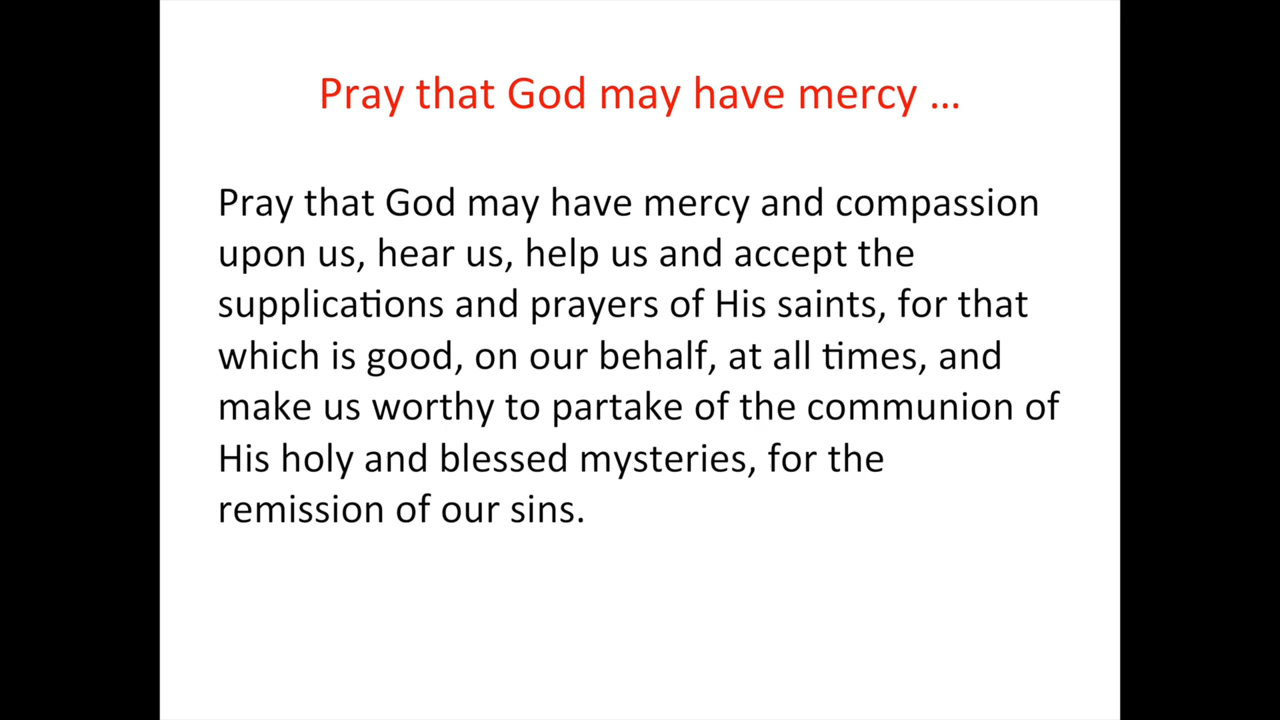 Pray that God may have mercy ...
Pray that God may have mercy and compassion
upon us, hear us, help us and accept the
supplications and prayers of His saints, for that
which is good, on our behalf, at all times, and
make us worthy to partake of the communion of
His holy and blessed mysteries, for the
remission of our sins.